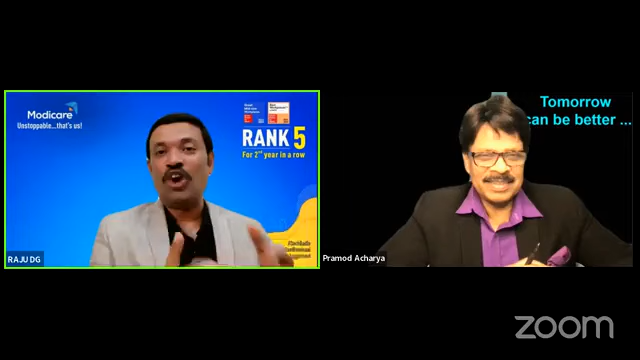 Modicare
Unstoppable...that's us!
RANK 5
For 2nd year in a row
RAJU DG
Tomorrow
can be better ...
Pramod Acharya
zoom